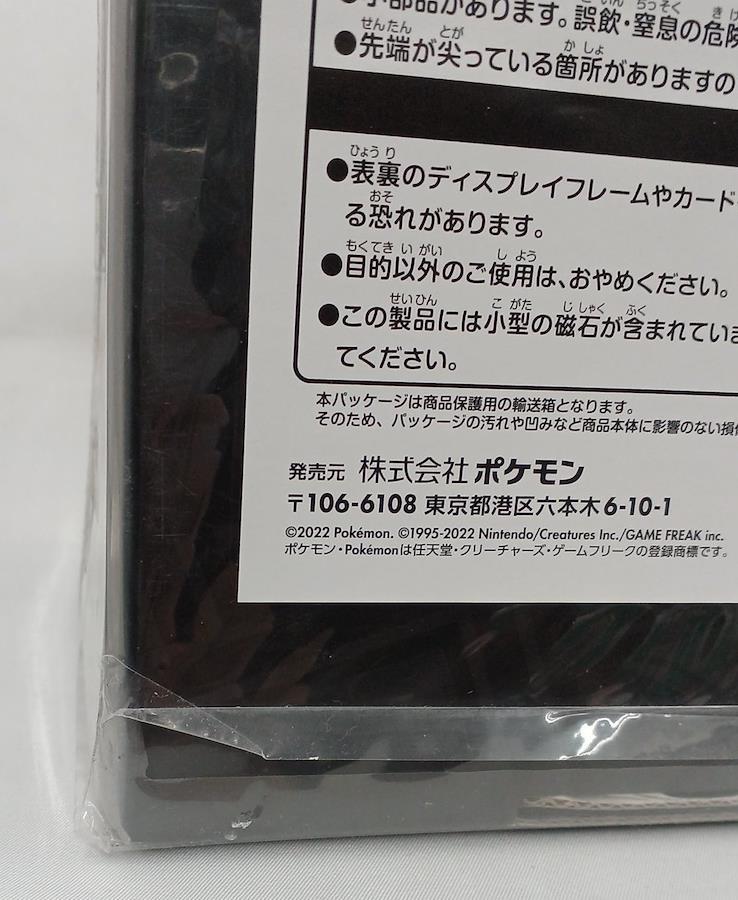 小部品があります。誤飲・窒息の危険
●先端が尖っている箇所がありますの
●表裏のディスプレイフレームやカード
る恐れがあります。
●目的以外のご使用は、おやめください。
●この製品には小型の磁石が含まれていま
てください。
本パッケージは商品保護用の輸送箱となります。
そのため、パッケージの汚れや凹みなど商品本体に影響のない損傷
発売元 株式会社 ポケモン
〒106-6108 東京都港区六本木6-10-1
©2022 Pokémon. ©1995-2022 Nintendo/Creatures Inc./GAME FREAK inc.
ポケモン・Pokémonは任天堂・クリーチャーズ・ゲームフリークの登録商標です。